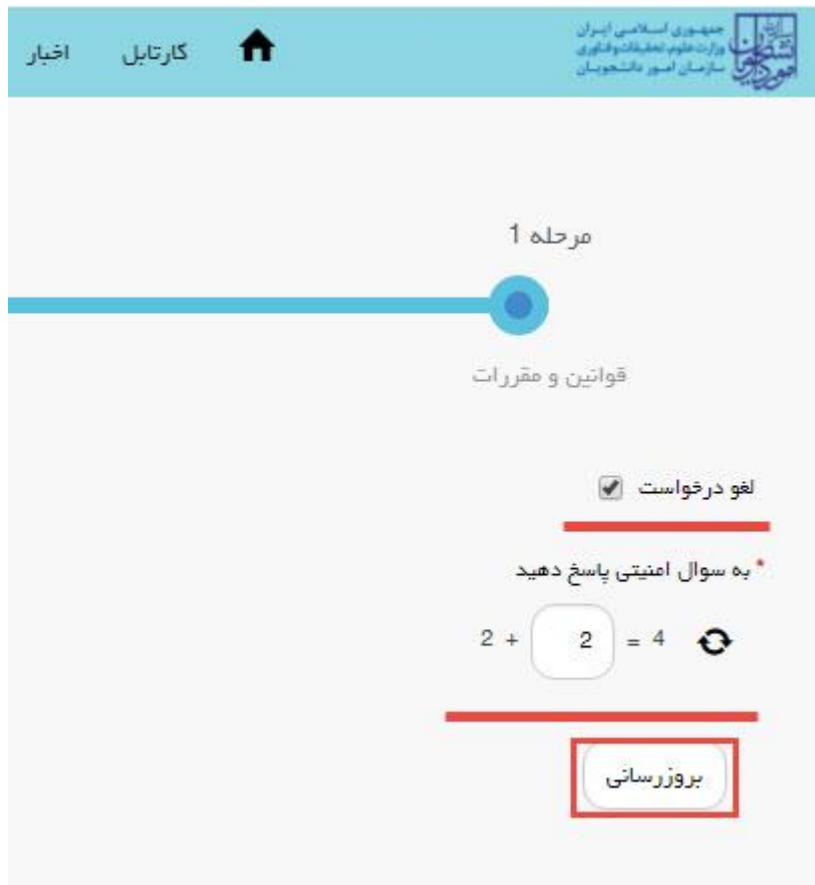 جمهوری اسلامی ایران
وزارت علوم، تحقیقات و فناوری
سازمان امور دانشجویان
کارتابل
اخبار
مرحله 1
قوانین و مقررات
لغو درخواست
* به سوال امنیتی پاسخ دهید
2 + 2 = 4
بروزرسانی